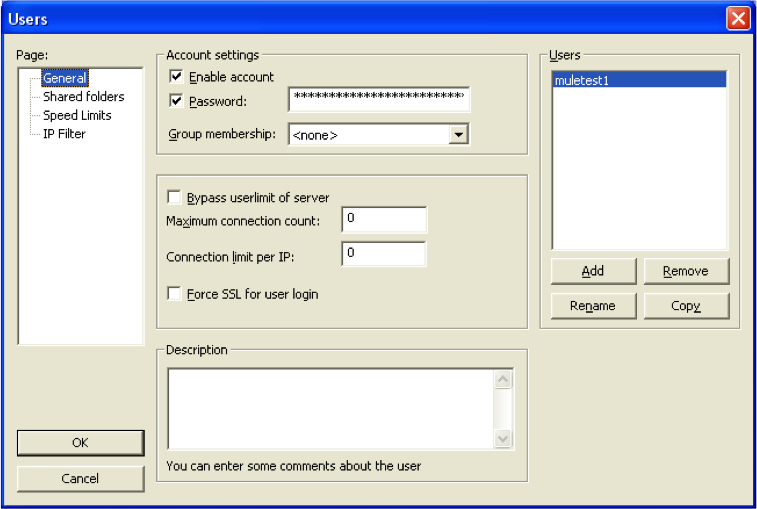 Users
Page:
General
Shared folders
Speed Limits
IP Filter
OK
Cancel
Account settings
Enable account
Password:
**************************
Group membership:
<none>
Bypass userlimit of server
Maximum connection count:
0
Connection limit per IP:
0
Force SSL for user login
Description
You can enter some comments about the user
Users
muletest1
Add
Remove
Rename
Copy